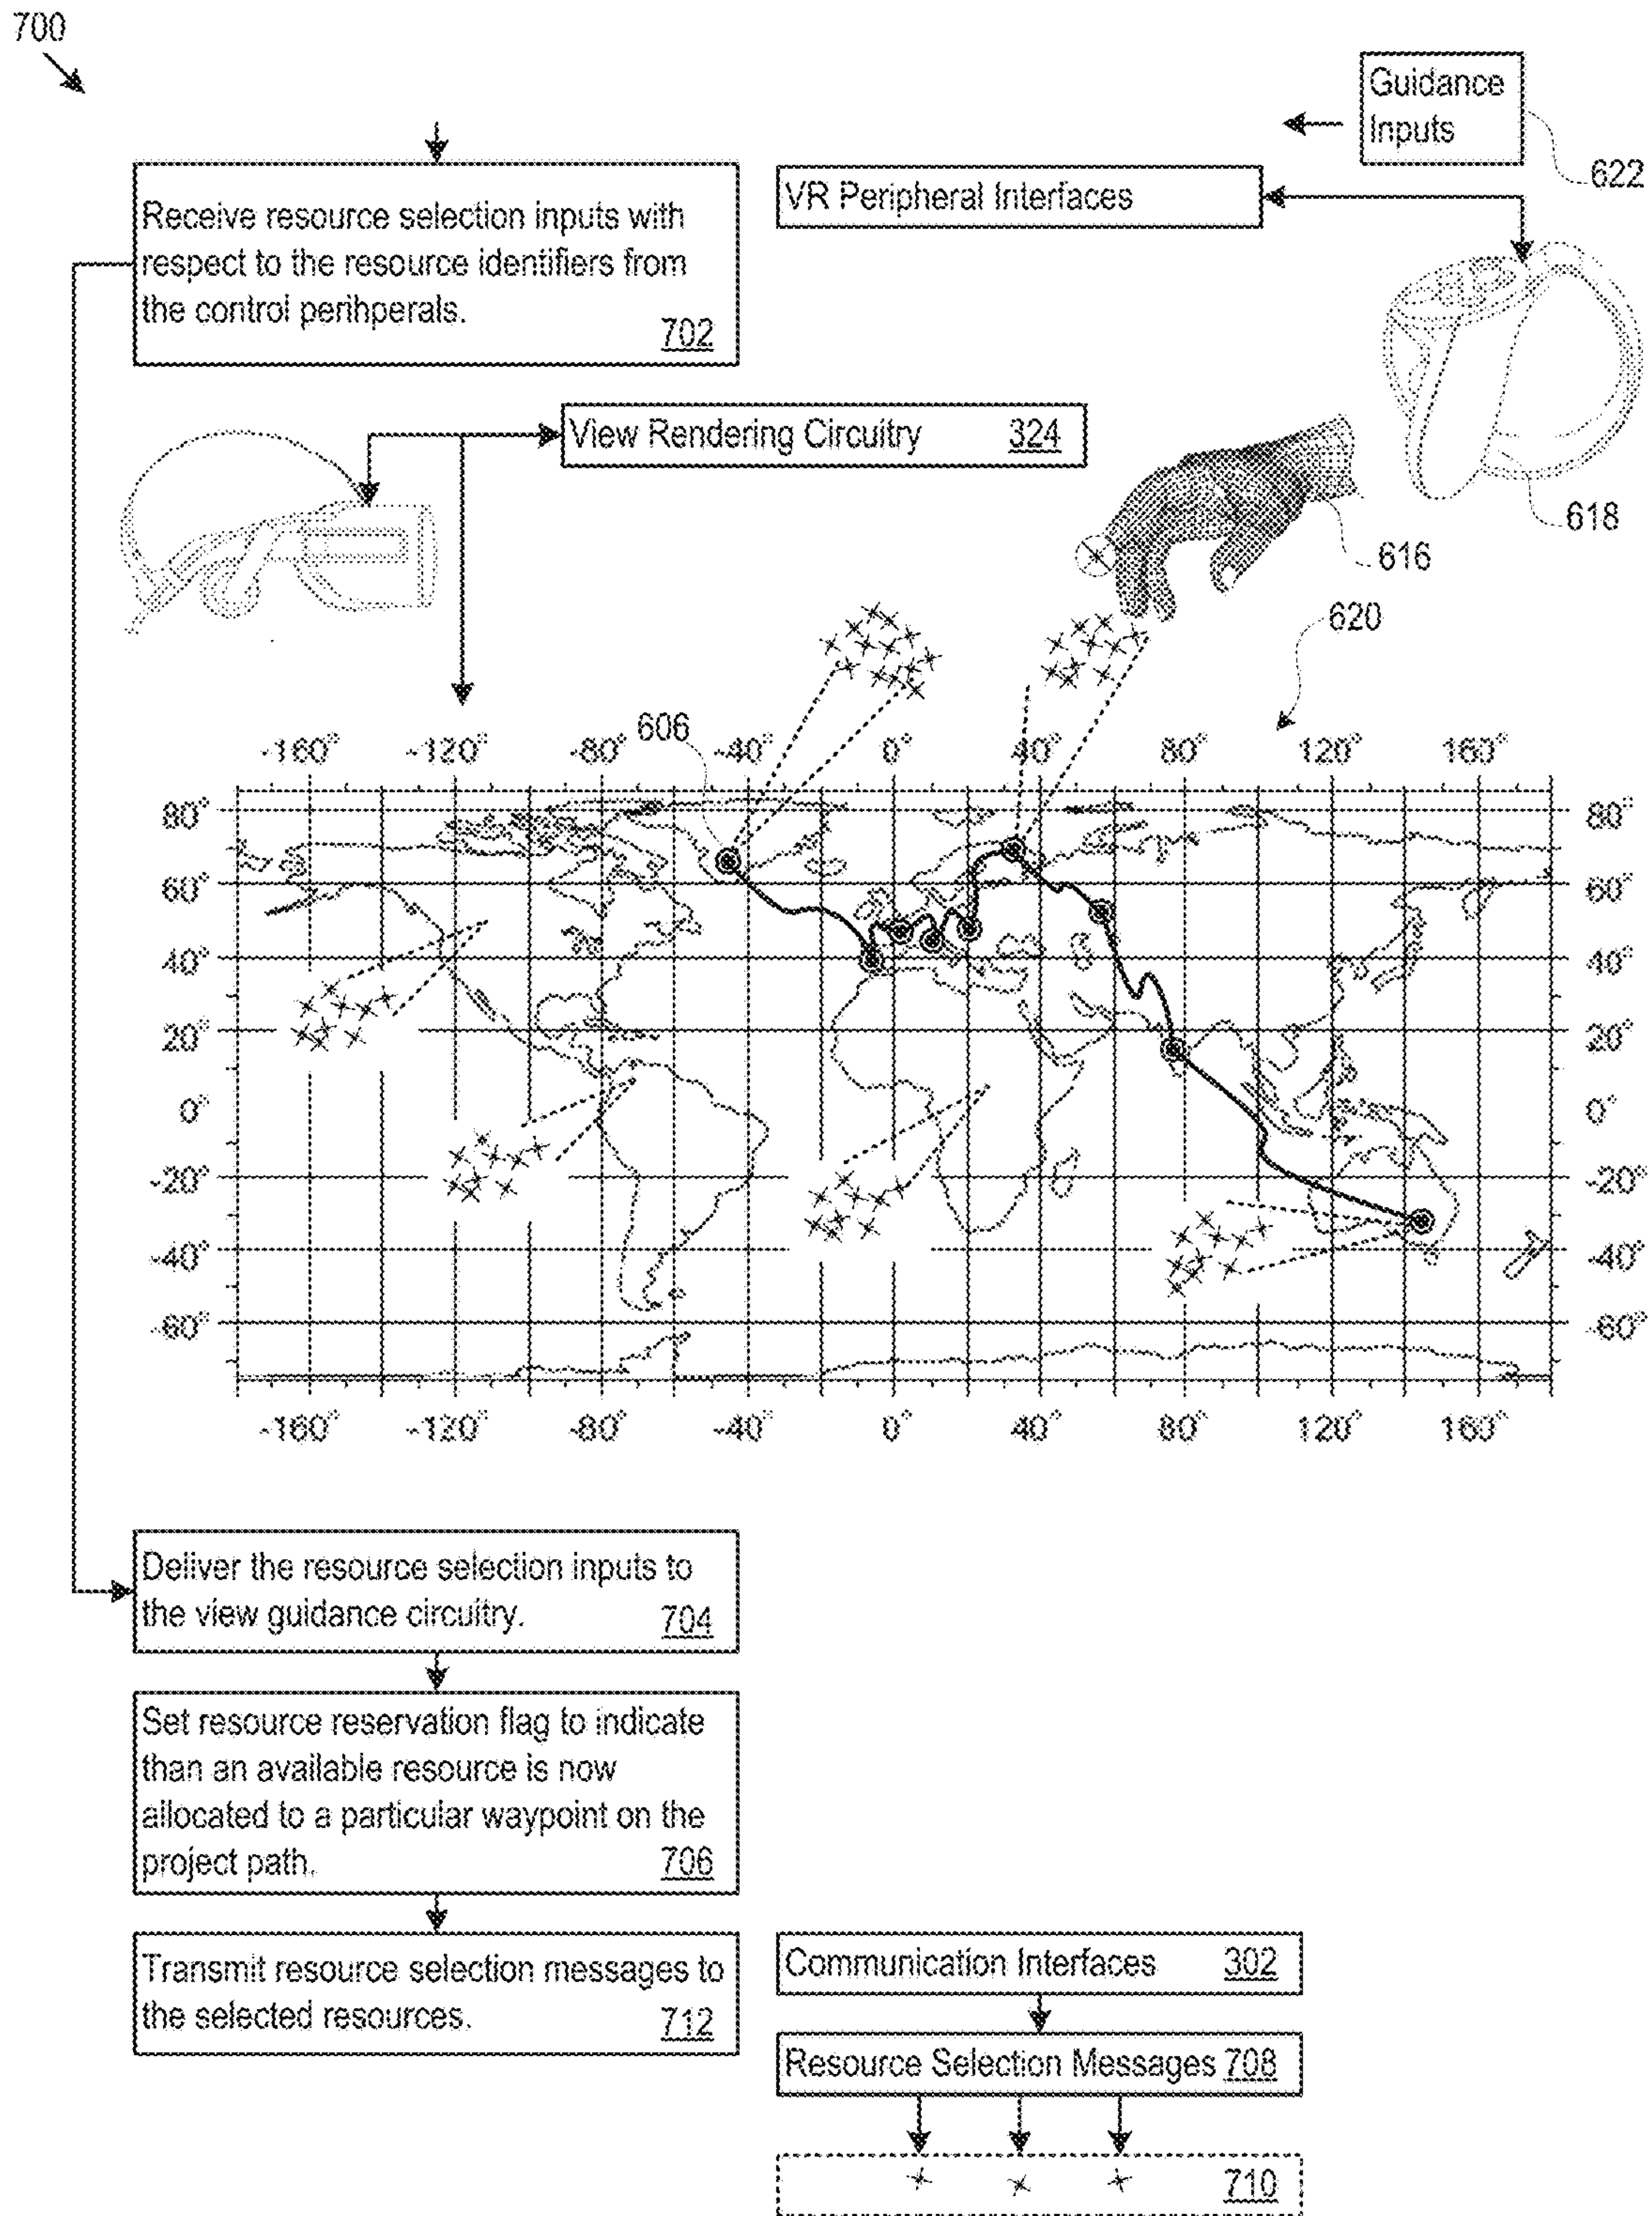 700
Guidance
Inputs
622
VR Peripheral Interfaces
Receive resource selection inputs with
respect to the resource identifiers from
the control perihperals.
702
View Rendering Circuitry 324
618
616
620
606
-160° -120° -80° -40° 0° 40° 80° 120° 160°
80° 80°
60° 60°
40° 40°
20° 20°
0° 0°
-20° -20°
-40° -40°
-60° -60°
-160° -120° -80° -40° 0° 40° 80° 120° 160°
Deliver the resource selection inputs to
the view guidance circuitry. 704
Set resource reservation flag to indicate
than an available resource is now
allocated to a particular waypoint on the
project path. 706
Transmit resource selection messages to
the selected resources. 712
Communication Interfaces 302
Resource Selection Messages 708
710